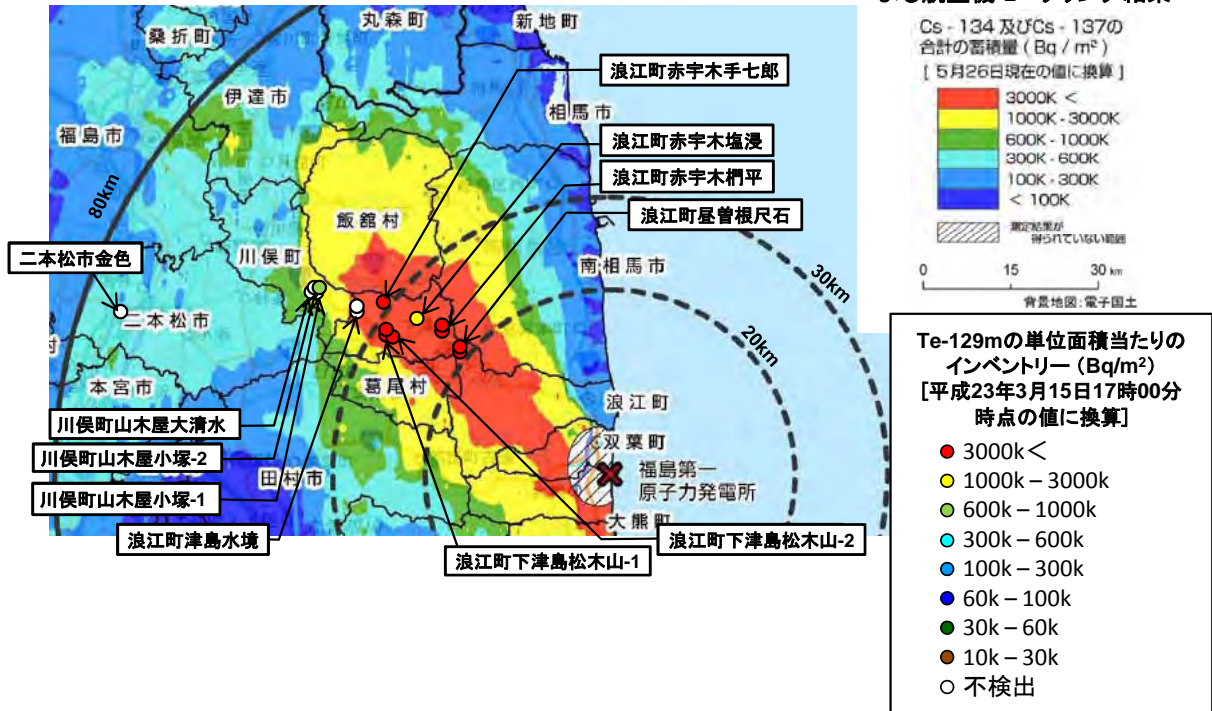 Cs - 134 及びCs - 137の
合計の蓄積量 ( Bq / m² )
[ 5月26日現在の値に換算 ]
3000K <
1000K - 3000K
600K - 1000K
300K - 600K
100K - 300K
< 100K
測定結果が
得られていない範囲
0 15 30 km
背景地図:電子国土
Te-129mの単位面積当たりの
インベントリー (Bq/m²)
[平成23年3月15日17時00分
時点の値に換算]
3000k<
1000k – 3000k
600k – 1000k
300k – 600k
100k – 300k
60k – 100k
30k – 60k
10k – 30k
不検出
丸森町
新地町
桑折町
伊達市
相馬市
福島市
80km
飯舘村
川俣町
南相馬市
30km
20km
二本松市
本宮市
葛尾村
浪江町
双葉町
福島第一
原子力発電所
田村市
大熊町
浪江町赤宇木手七郎
浪江町赤宇木塩浸
浪江町赤宇木椚平
浪江町昼曽根尺石
二本松市金色
川俣町山木屋大清水
川俣町山木屋小塚-2
川俣町山木屋小塚-1
浪江町津島水境
浪江町下津島松木山-1
浪江町下津島松木山-2